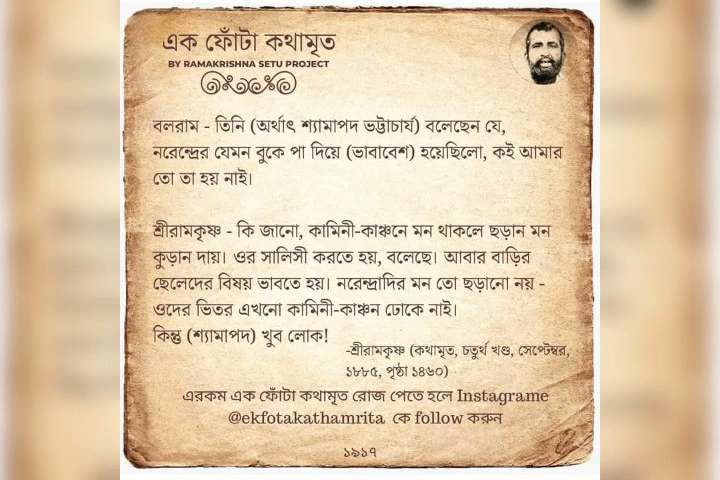 এক ফোঁটা কথামৃত
BY RAMAKRISHNA SETU PROJECT
বলরাম - তিনি (অর্থাৎ শ্যামাপদ ভট্টাচার্য) বলেছেন যে,
নরেন্দ্রের যেমন বুকে পা দিয়ে (ভাবাবেশ) হয়েছিলো, কই আমার
তো তা হয় নাই।
শ্রীরামকৃষ্ণ - কি জানো, কামিনী-কাঞ্চনে মন থাকলে ছড়ান মন
কুড়ান দায়। ওর সালিসী করতে হয়, বলেছে। আবার বাড়ির
ছেলেদের বিষয় ভাবতে হয়। নরেন্দ্রাদির মন তো ছড়ানো নয় -
ওদের ভিতর এখনো কামিনী-কাঞ্চন ঢোকে নাই।
কিন্তু (শ্যামাপদ) খুব লোক!
-শ্রীরামকৃষ্ণ (কথামৃত, চতুর্থ খণ্ড, সেপ্টেম্বর,
১৮৮৫, পৃষ্ঠা ১৪৬০)
এরকম এক ফোঁটা কথামৃত রোজ পেতে হলে Instagrame
@ekfotakathamrita কে follow করুন
১৯১৭